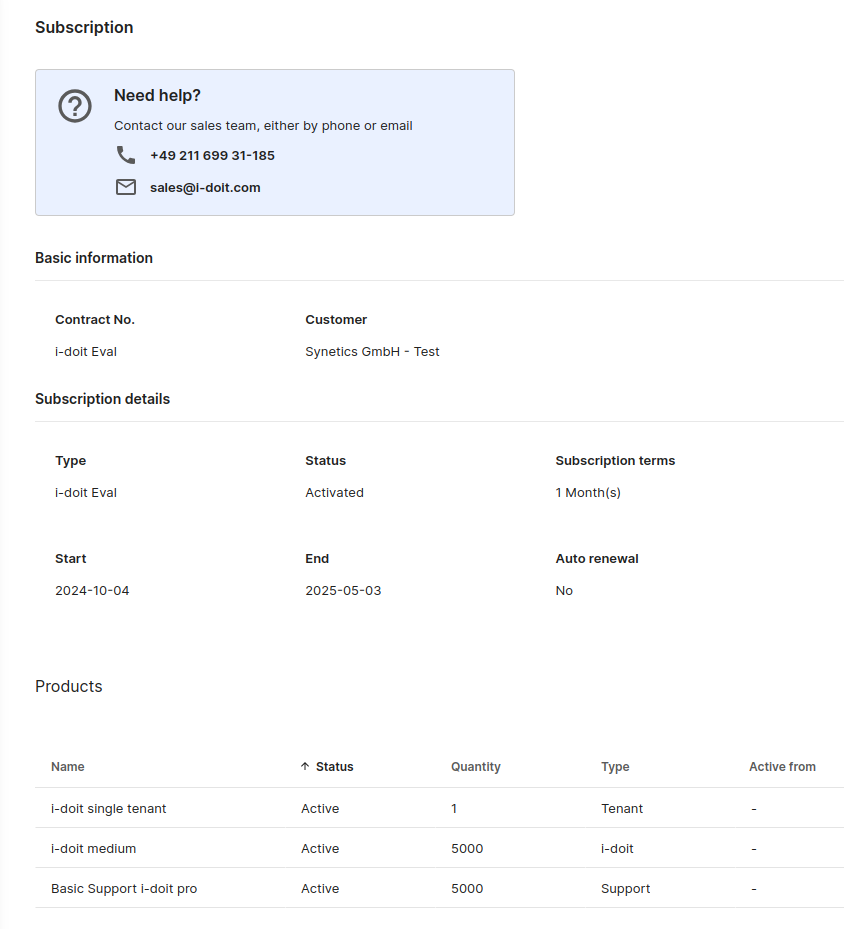 Subscription
Need help?
Contact our sales team, either by phone or email
+49 211 699 31-185
sales@i-doit.com
Basic information
Contract No. Customer
i-doit Eval Synetics GmbH - Test
Subscription details
Type Status Subscription terms
i-doit Eval Activated 1 Month(s)
Start End Auto renewal
2024-10-04 2025-05-03 No
Products
Name ↑ Status Quantity Type Active from
i-doit single tenant Active 1 Tenant -
i-doit medium Active 5000 i-doit -
Basic Support i-doit pro Active 5000 Support -